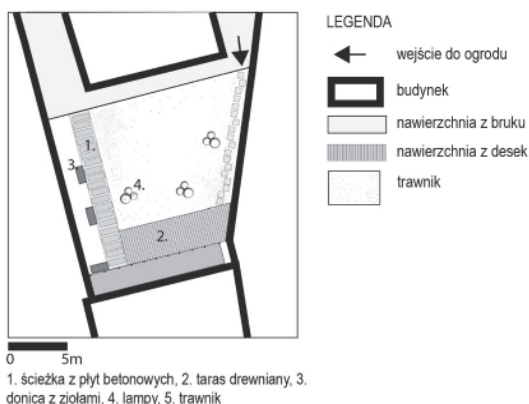 LEGENDA
wejście do ogrodu
budynek
nawierzchnia z bruku
nawierzchnia z desek
trawnik
1.
3.
4.
2.
0 5m
1. ścieżka z płyt betonowych, 2. taras drewniany, 3.
donica z ziołami, 4. lampy, 5. trawnik